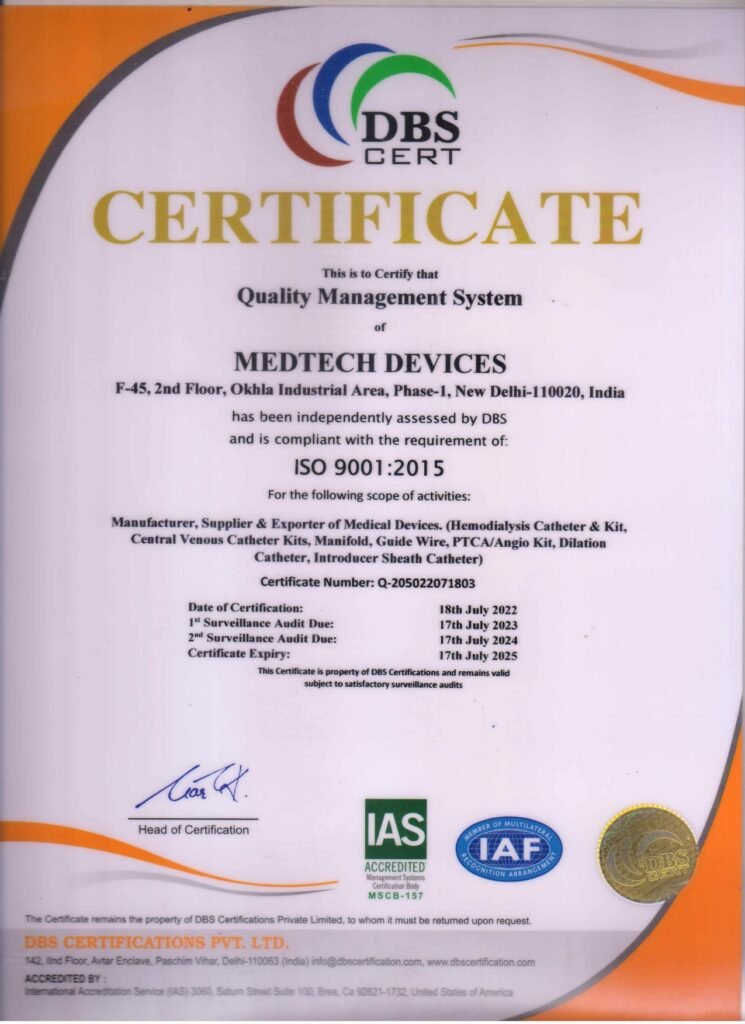 DBS
CERT
CERTIFICATE
This is to Certify that
Quality Management System
of
MEDTECH DEVICES
F-45, 2nd Floor, Okhla Industrial Area, Phase-1, New Delhi-110020, India
has been independently assessed by DBS
and is compliant with the requirement of:
ISO 9001:2015
For the following scope of activities:
Manufacturer, Supplier & Exporter of Medical Devices. (Hemodialysis Catheter & Kit,
Central Venous Catheter Kits, Manifold, Guide Wire, PTCA/Angio Kit, Dilation
Catheter, Introducer Sheath Catheter)
Certificate Number: Q-205022071803
Date of Certification: 18th July 2022
1st Surveillance Audit Due: 17th July 2023
2nd Surveillance Audit Due: 17th July 2024
Certificate Expiry: 17th July 2025
This Certificate is property of DBS Certifications and remains valid
subject to satisfactory surveillance audits
Head of Certification
IAS
ACCREDITED
Management Systems
Certification Body
MSCB-157
MEMBER OF MULTILATERAL
IAF
RECOGNITION ARRANGEMENT
DBS
CERT
The Certificate remains the property of DBS Certifications Private Limited, to whom it must be returned upon request.
DBS CERTIFICATIONS PVT. LTD.
142, IInd Floor, Avtar Enclave, Paschim Vihar, Delhi-110063 (India) info@dbscertification.com, www.dbscertification.com
ACCREDITED BY :
International Accreditation Service (IAS) 3060, Saturn Street Suite 100, Brea, Ca 92821-1732, United States of America